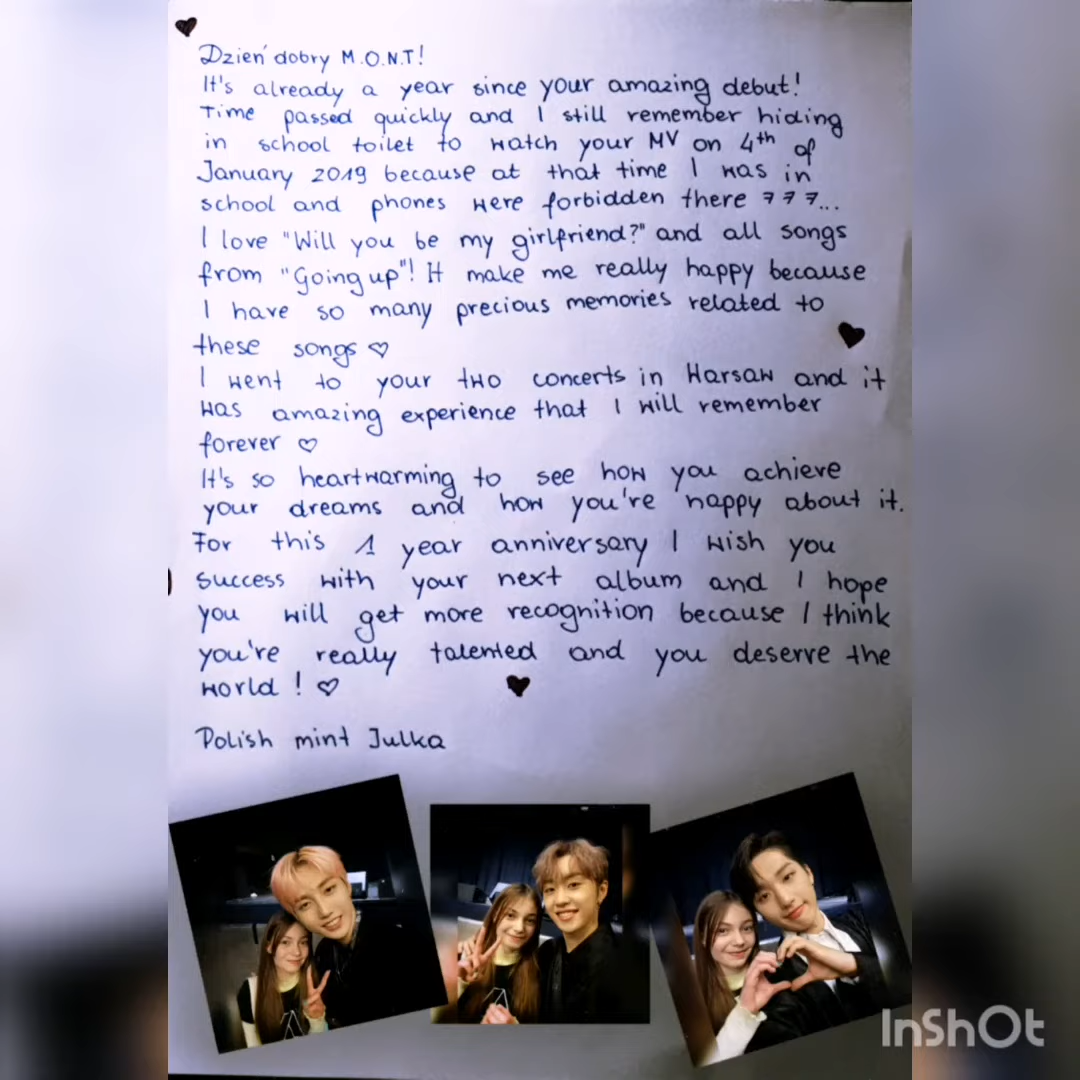 Dzień dobry M.O.N.T!
It's already a year since your amazing debut!
Time passed quickly and I still remember hiding
in school toilet to watch your MV on 4th of
January 2019 because at that time I was in
school and phones were forbidden there ㅋㅋㅋ...
I love "Will you be my girlfriend?" and all songs
from "Going up"! It make me really happy because
I have so many precious memories related to
these songs ♡
I went to your two concerts in Warsaw and it
was amazing experience that I will remember
forever ♡
It's so heartwarming to see how you achieve
your dreams and how you're happy about it.
For this 1 year anniversary I wish you
success with your next album and I hope
you will get more recognition because I think
you're really talented and you deserve the
world! ♡
Polish mint Julka
InShOt